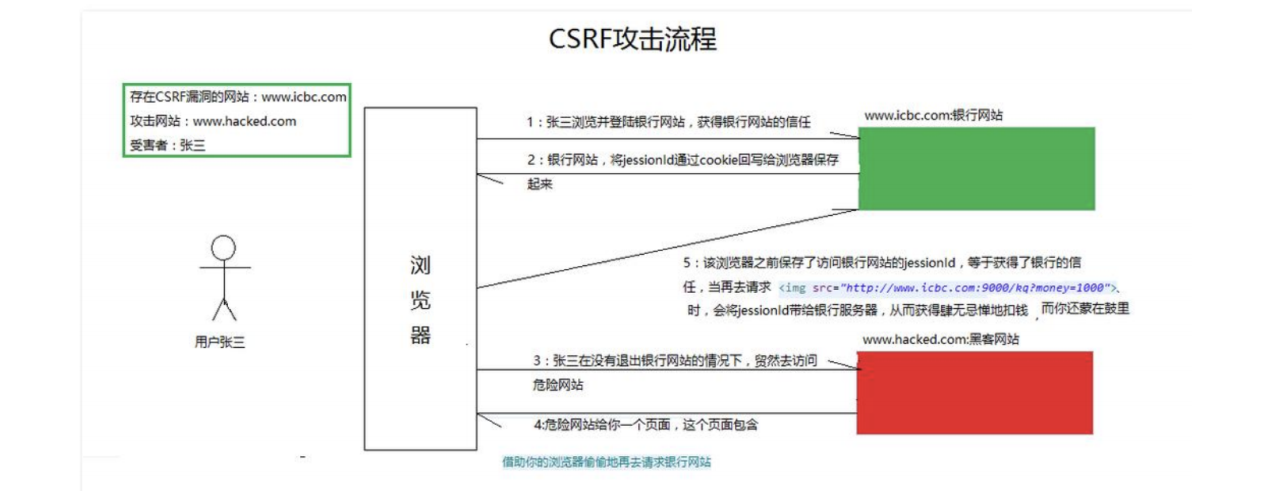 CSRF攻击流程
存在CSRF漏洞的网站：www.icbc.com
攻击网站：www.hacked.com
受害者：张三
1：张三浏览并登陆银行网站，获得银行网站的信任
www.icbc.com:银行网站
2：银行网站，将jessionId通过cookie回写给浏览器保存
起来
浏
览
器
用户张三
5：该浏览器之前保存了访问银行网站的jessionId，等于获得了银行的信
任，当再去请求 <img src="http://www.icbc.com:9000/kq?money=1000">、
时，会将jessionId带给银行服务器，从而获得肆无忌惮地扣钱 ,而你还蒙在鼓里
www.hacked.com:黑客网站
3：张三在没有退出银行网站的情况下，贸然去访问
危险网站
4:危险网站给你一个页面，这个页面包含
借助你的浏览器偷偷地再去请求银行网站